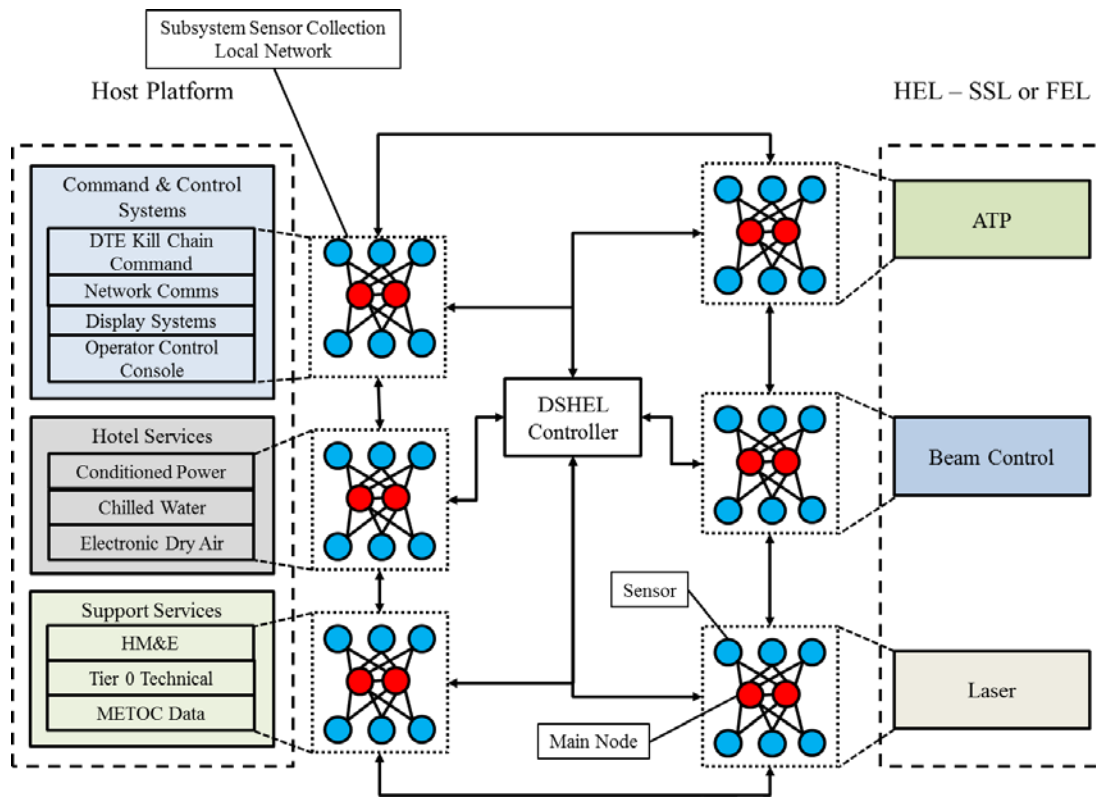 Subsystem Sensor Collection
Local Network
Host Platform
HEL – SSL or FEL
Command & Control
Systems
DTE Kill Chain
Command
Network Comms
Display Systems
Operator Control
Console
Hotel Services
Conditioned Power
Chilled Water
Electronic Dry Air
Support Services
HM&E
Tier 0 Technical
METOC Data
DSHEL
Controller
Sensor
Main Node
ATP
Beam Control
Laser